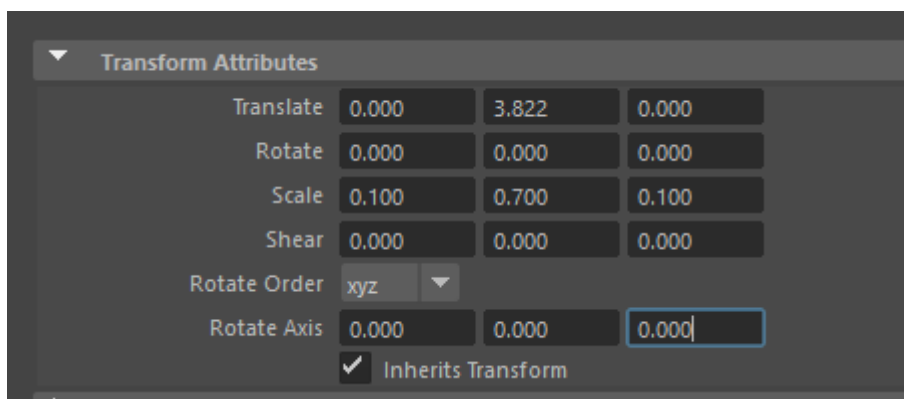 Transform Attributes
Translate 0.000 3.822 0.000
Rotate 0.000 0.000 0.000
Scale 0.100 0.700 0.100
Shear 0.000 0.000 0.000
Rotate Order xyz
Rotate Axis 0.000 0.000 0.000
Inherits Transform